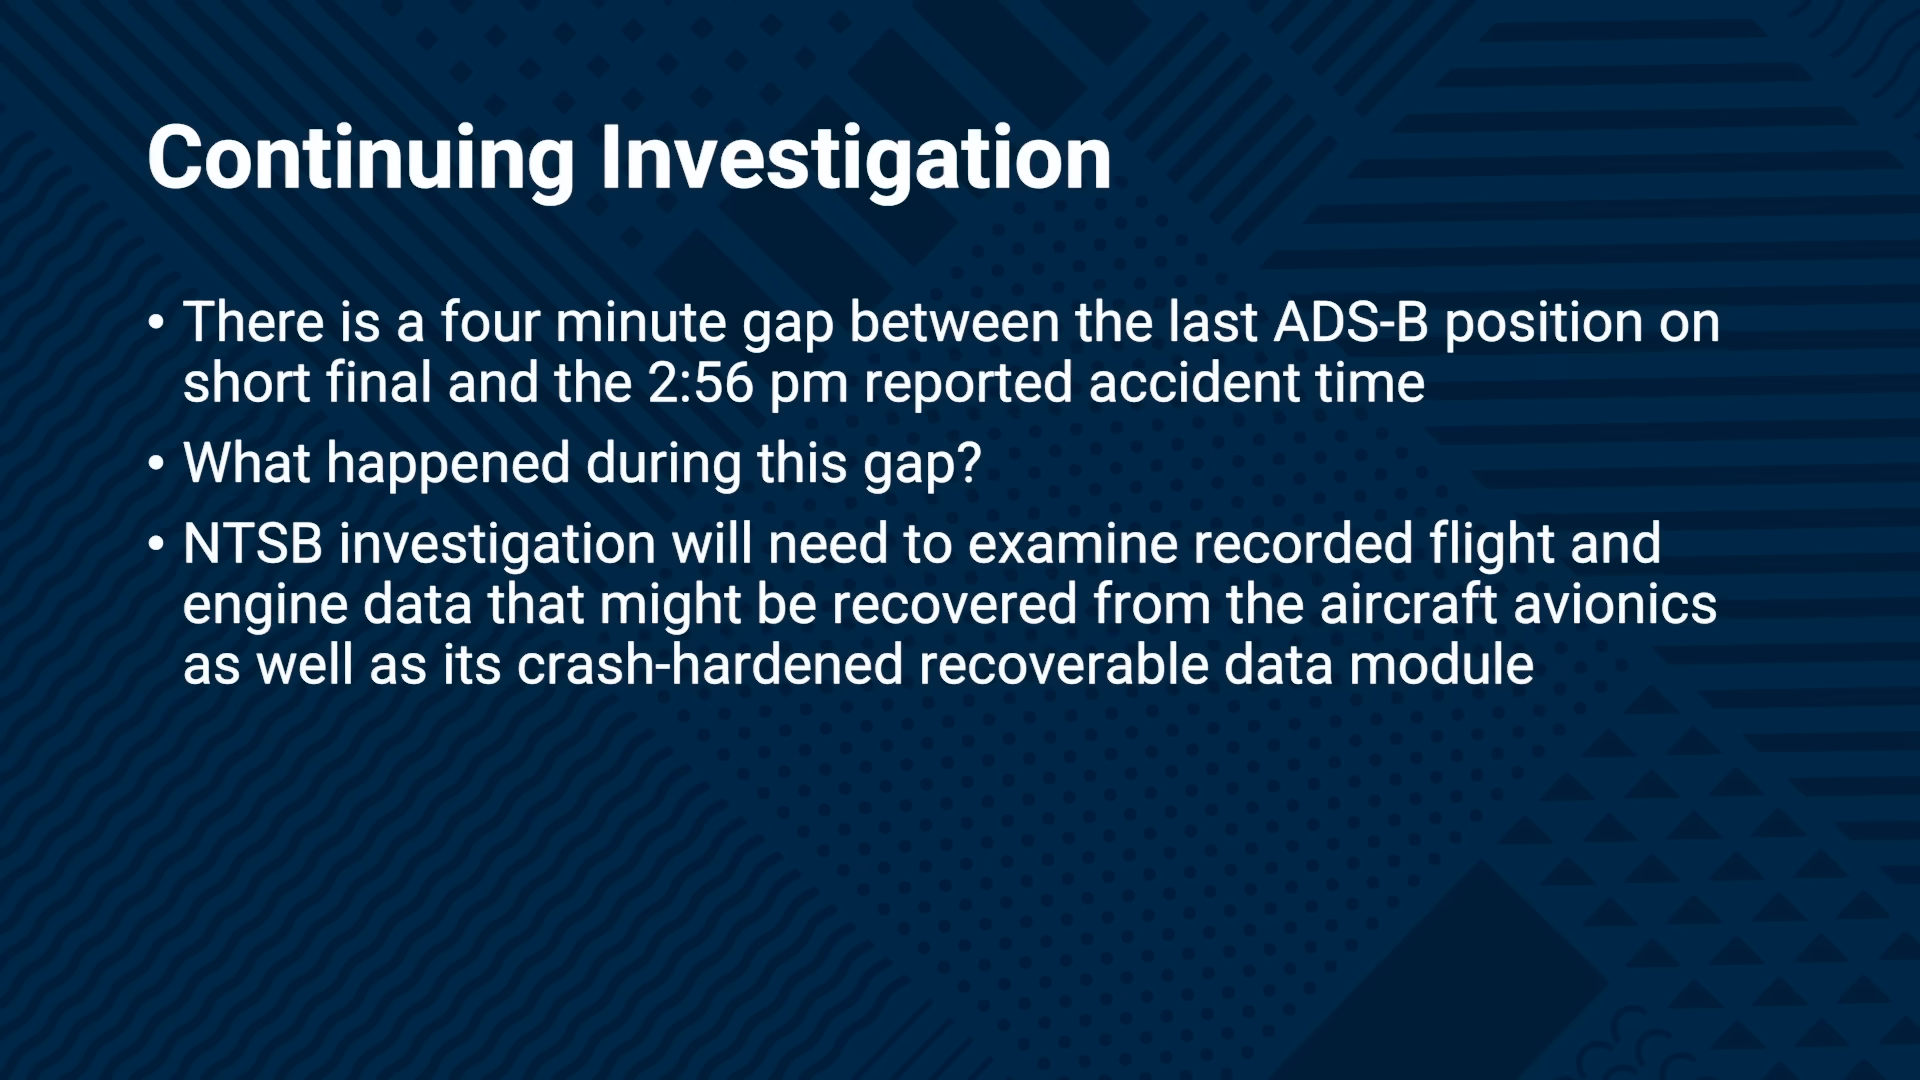 Continuing Investigation
• There is a four minute gap between the last ADS-B position on
short final and the 2:56 pm reported accident time
• What happened during this gap?
• NTSB investigation will need to examine recorded flight and
engine data that might be recovered from the aircraft avionics
as well as its crash-hardened recoverable data module